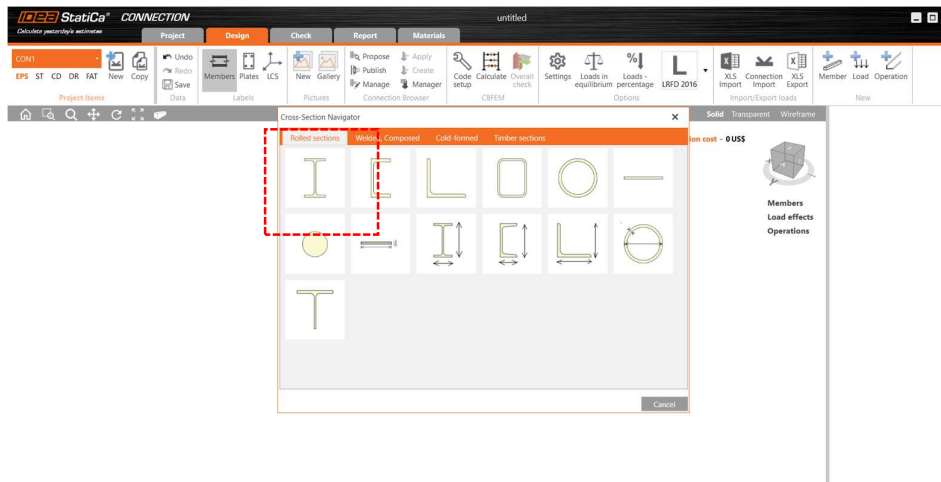 IDEA StatiCa® CONNECTION
untitled
Calculate yesterday's estimates
Project Design Check Report Materials
CON1
EPS ST CD DR FAT
New Copy
Undo
Redo
Save
Members Plates LCS
New Gallery
Propose
Publish
Manage
Apply
Create
Manager
Code setup
Calculate
Overall check
Settings
Loads in equilibrium
Loads - percentage
LRFD 2016
XLS Import
Connection Import
XLS Export
Member Load Operation
Project items Data Labels Pictures Connection Browser CBFEM Options Import/Export loads New
Cross-Section Navigator
Solid Transparent Wireframe
Rolled sections Welded, Composed Cold-formed Timber sections
ion cost - 0 US$
Members
Load effects
Operations
Cancel